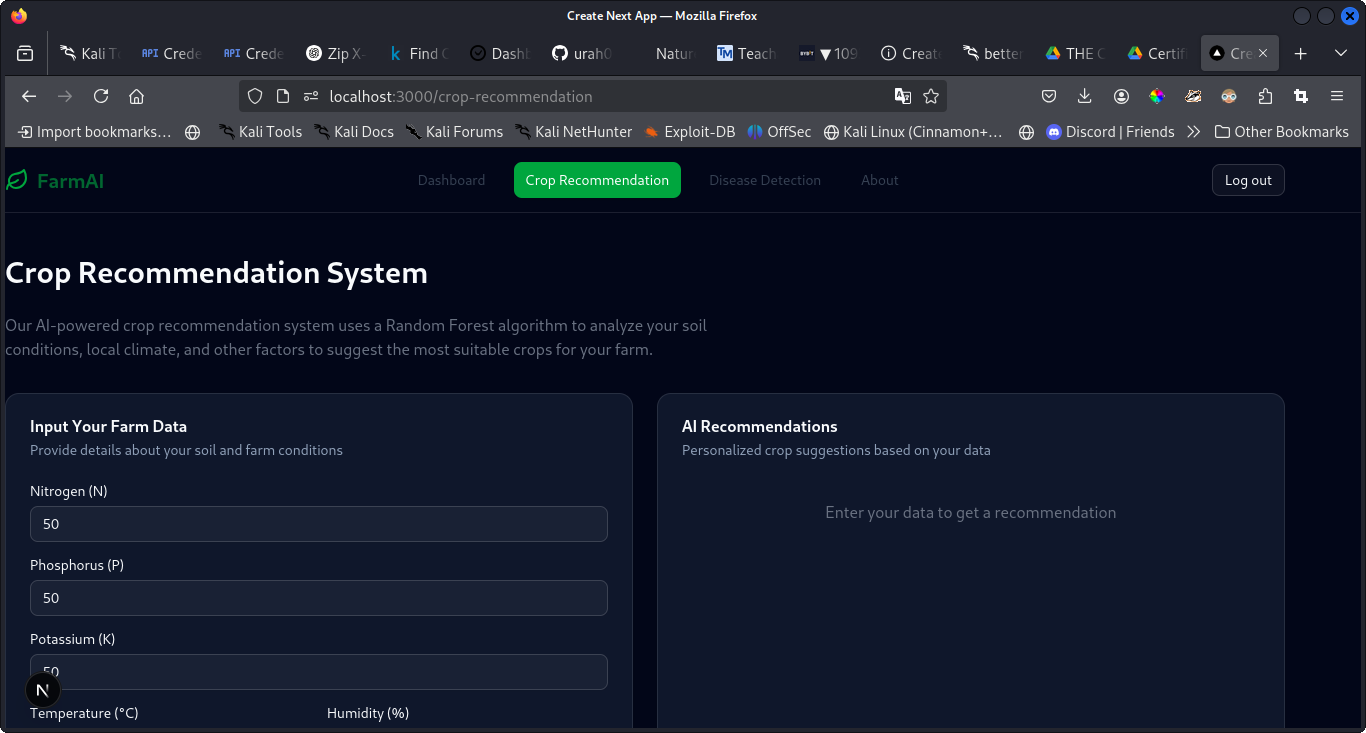 Create Next App — Mozilla Firefox
Kali T
API Crede
API Crede
Zip X-
k Find
Dash
urah0
Natur
TM Teach
BYBIT ▼ 109
Create
better
THE C
Certif
Cre
localhost:3000/crop-recommendation
Import bookmarks…
Kali Tools
Kali Docs
Kali Forums
Kali NetHunter
Exploit-DB
OffSec
Kali Linux (Cinnamon+…
Discord | Friends
Other Bookmarks
FarmAI
Dashboard
Crop Recommendation
Disease Detection
About
Log out
Crop Recommendation System
Our AI-powered crop recommendation system uses a Random Forest algorithm to analyze your soil
conditions, local climate, and other factors to suggest the most suitable crops for your farm.
Input Your Farm Data
Provide details about your soil and farm conditions
Nitrogen (N)
50
Phosphorus (P)
50
Potassium (K)
50
N
Temperature (°C)
Humidity (%)
AI Recommendations
Personalized crop suggestions based on your data
Enter your data to get a recommendation